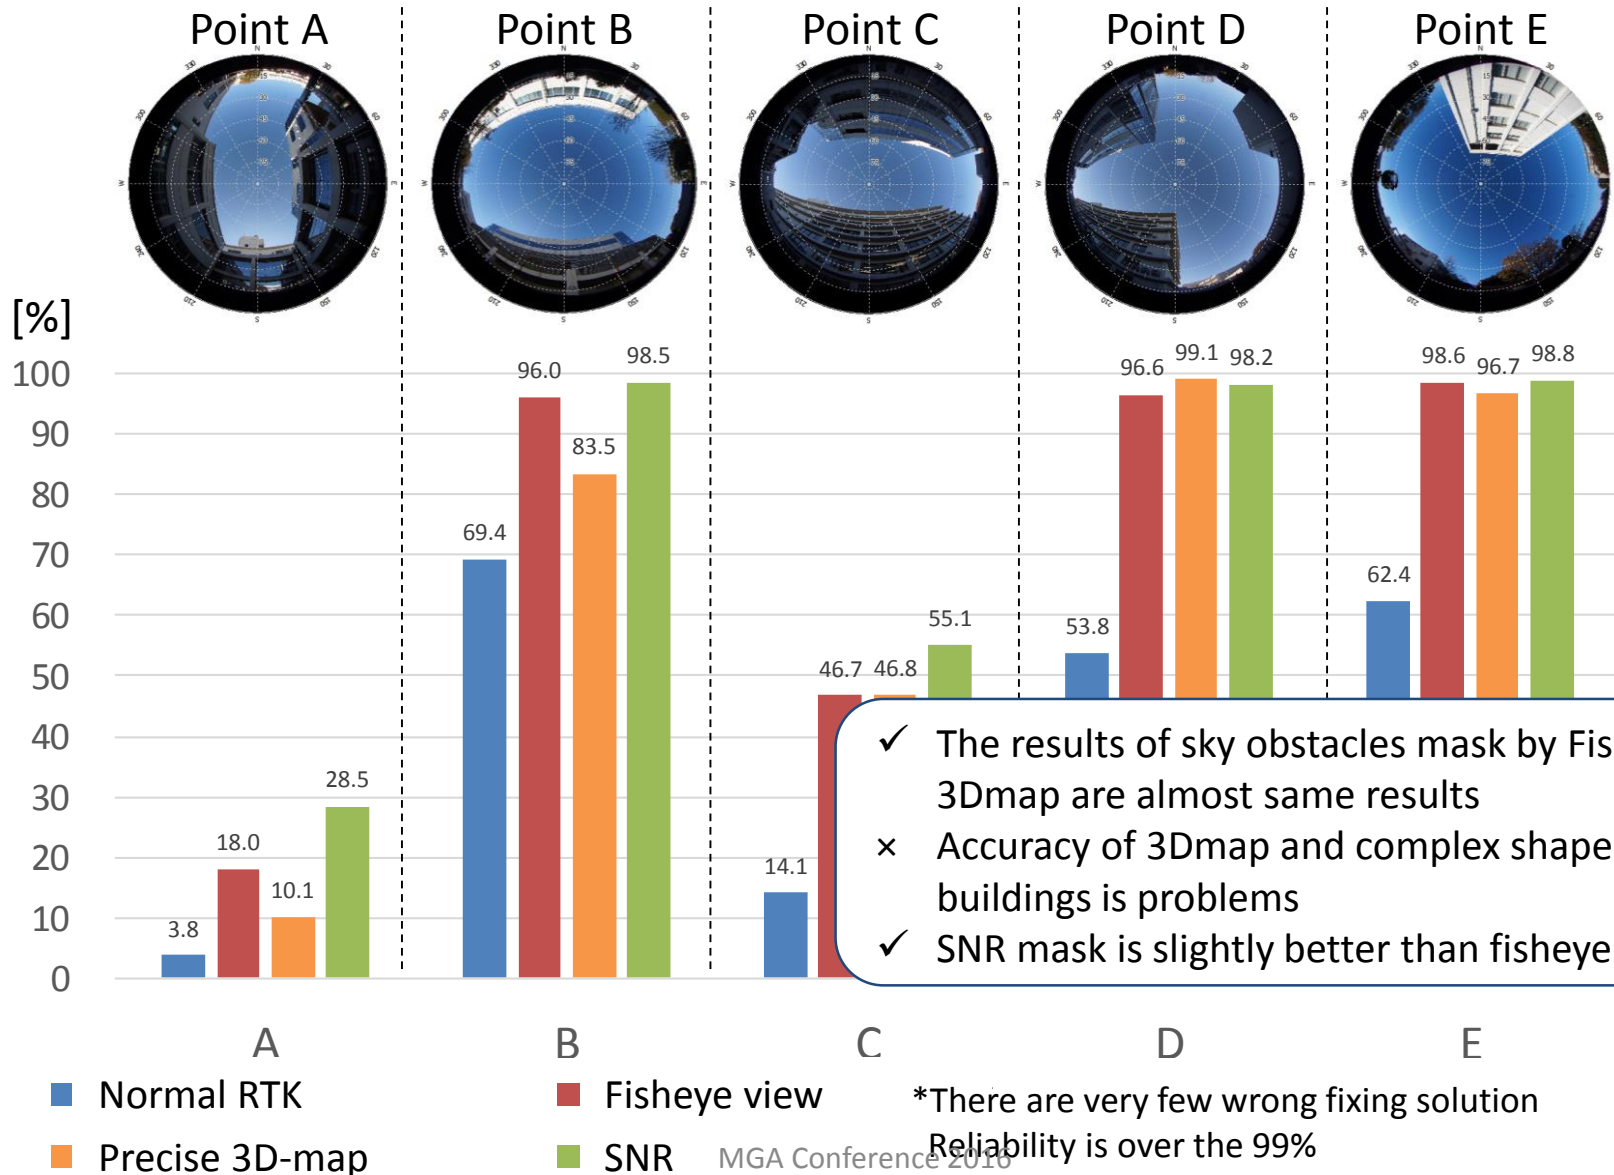 Point A Point B Point C Point D Point E
[%]
100
90
80
70
60
50
40
30
20
10
0
3.8 18.0 10.1 28.5
69.4 96.0 83.5 98.5
14.1 46.7 46.8 55.1
53.8 96.6 99.1 98.2
62.4 98.6 96.7 98.8
✓ The results of sky obstacles mask by Fis
3Dmap are almost same results
× Accuracy of 3Dmap and complex shape
buildings is problems
✓ SNR mask is slightly better than fisheye
A B C D E
Normal RTK
Fisheye view
Precise 3D-map
SNR
*There are very few wrong fixing solution
Reliability is over the 99%
MGA Conference 2016